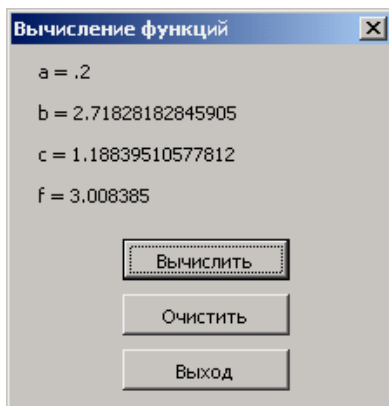 Вычисление функций
a = .2
b = 2.71828182845905
c = 1.18839510577812
f = 3.008385
Вычислить
Очистить
Выход